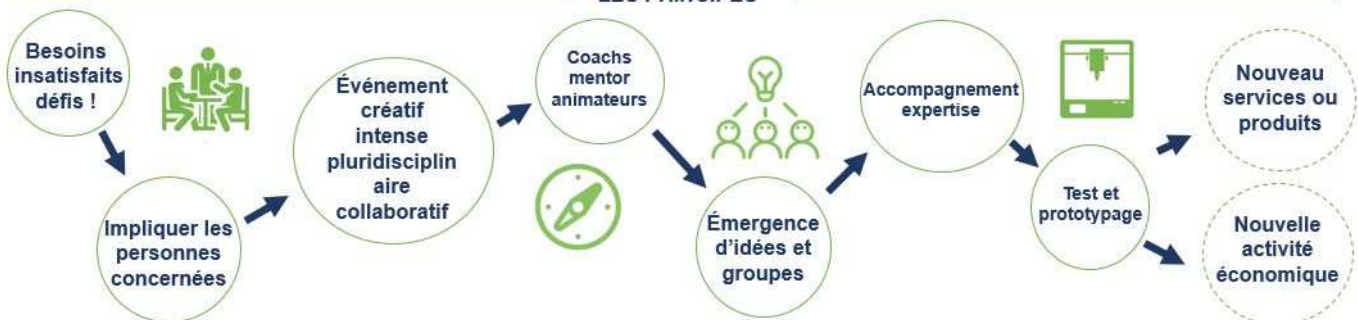 Besoins
insatisfaits
défis !
Impliquer les
personnes
concernées
Événement
créatif
intense
pluridisciplin
aire
collaboratif
Coachs
mentor
animateurs
Émergence
d'idées et
groupes
Accompagnement
expertise
Test et
prototypage
Nouveau
services ou
produits
Nouvelle
activité
économique